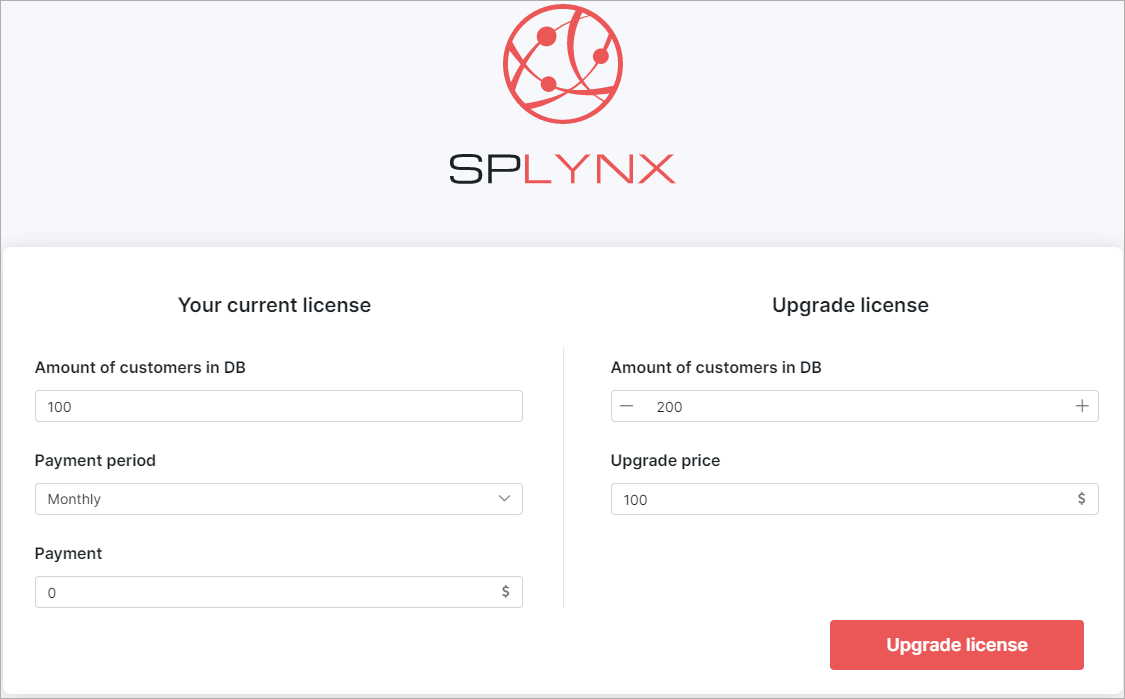 SPLYNX
Your current license
Amount of customers in DB
100
Payment period
Monthly
Payment
0 $
Upgrade license
Amount of customers in DB
— 200 +
Upgrade price
100 $
Upgrade license